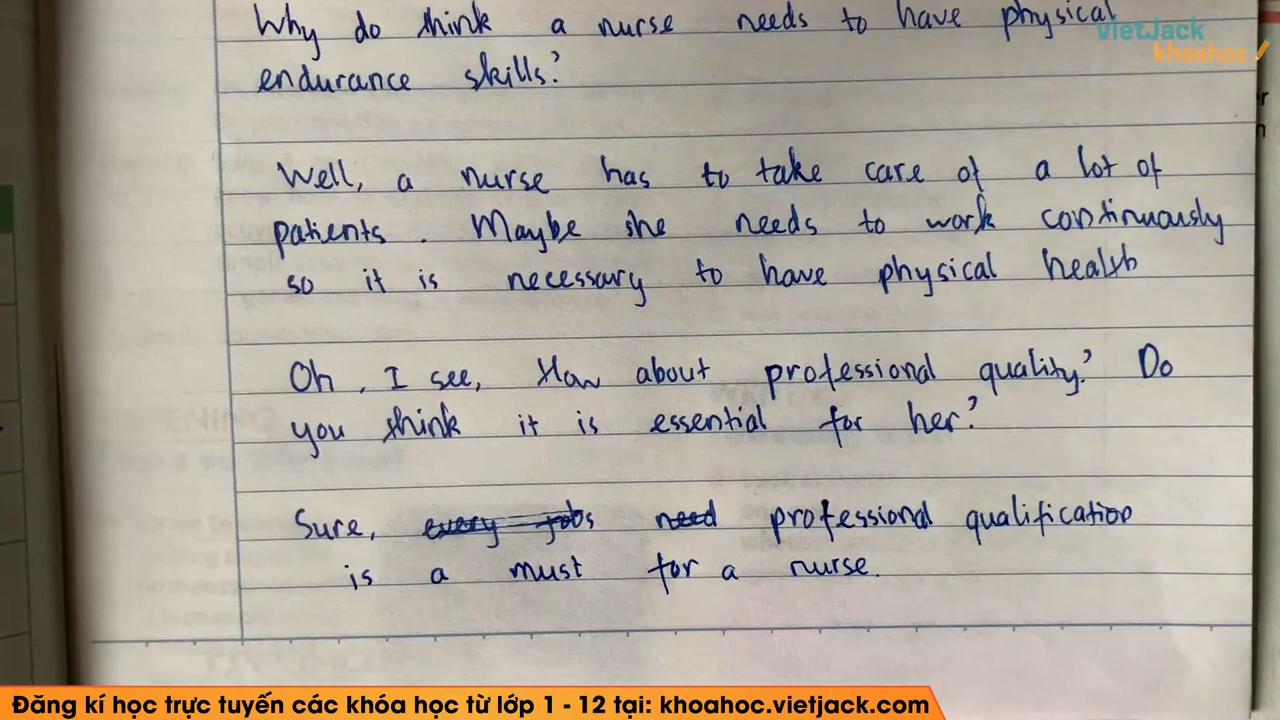 Why do think a nurse needs to have physical
vietJack
endurance skills?
khoahoc
Well, a nurse has to take care of a lot of
patients. Maybe she needs to work continuously
so it is necessary to have physical health
Oh, I see, How about professional quality? Do
you think it is essential for her?
Sure, every jobs need professional qualification
is a must for a nurse.
Đăng kí học trực tuyến các khóa học từ lớp 1 - 12 tại: khoahoc.vietjack.com